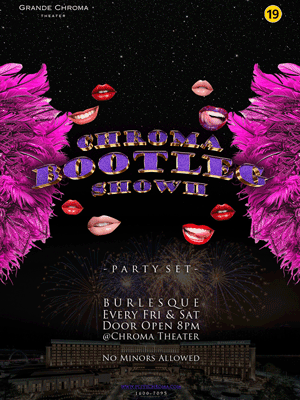 GRANDE CHROMA
THEATER
19
CHROMA
BOOTLEG
SHOWⅡ
-PARTY SET-
BURLESQUE
EVERY FRI & SAT
DOOR OPEN 8PM
@CHROMA THEATER
NO MINORS ALLOWED